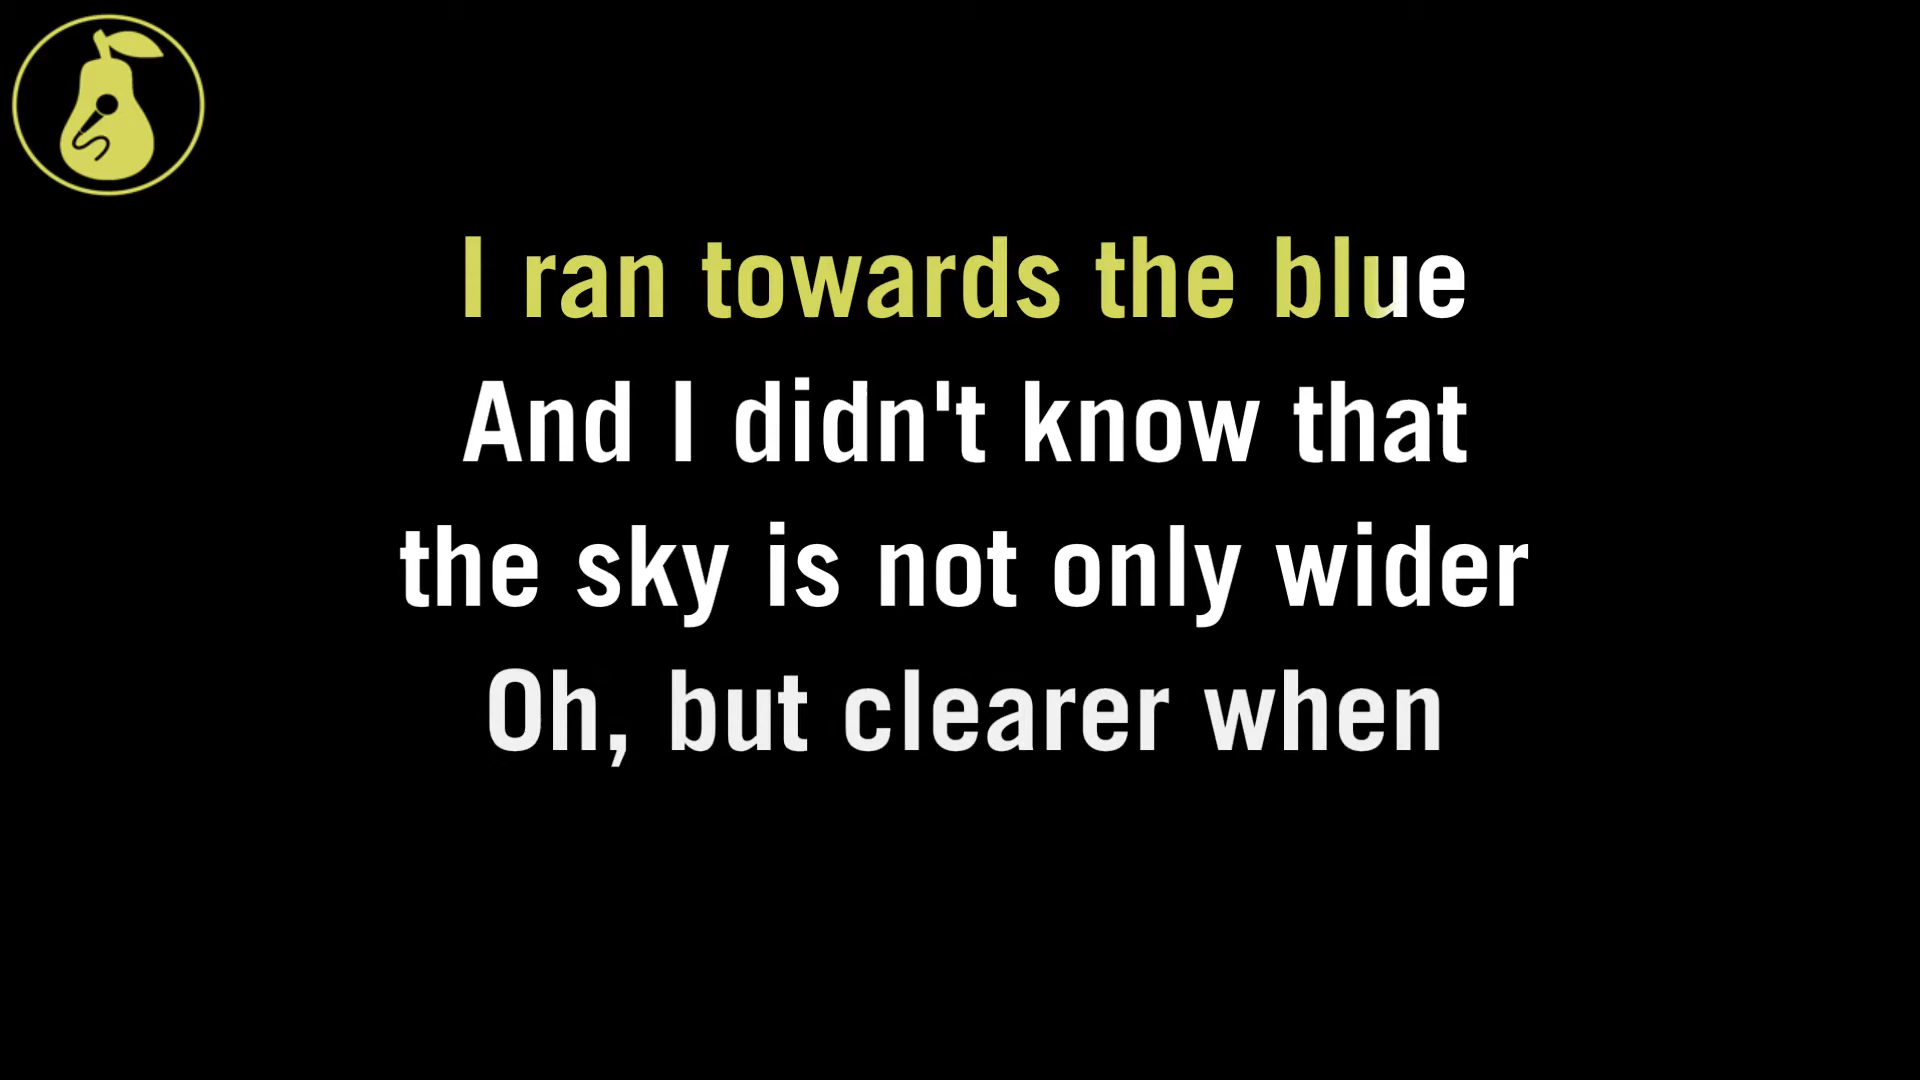 I ran towards the blue
And I didn't know that
the sky is not only wider
Oh, but clearer when